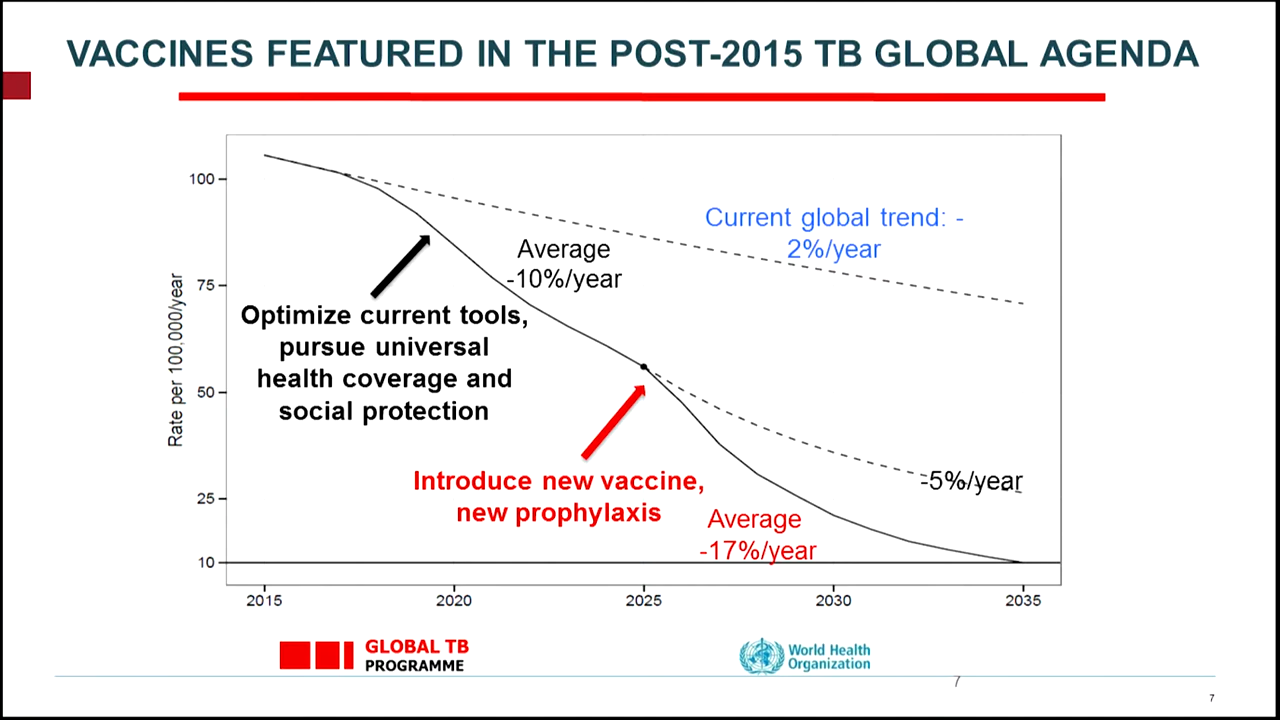 VACCINES FEATURED IN THE POST-2015 TB GLOBAL AGENDA
Rate per 100,000/year
100
75
50
25
10
Current global trend: -
2%/year
Average
-10%/year
Optimize current tools,
pursue universal
health coverage and
social protection
Introduce new vaccine,
new prophylaxis
-5%/year
Average
-17%/year
2015
2020
2025
2030
2035
GLOBAL TB
PROGRAMME
World Health
Organization
7
7